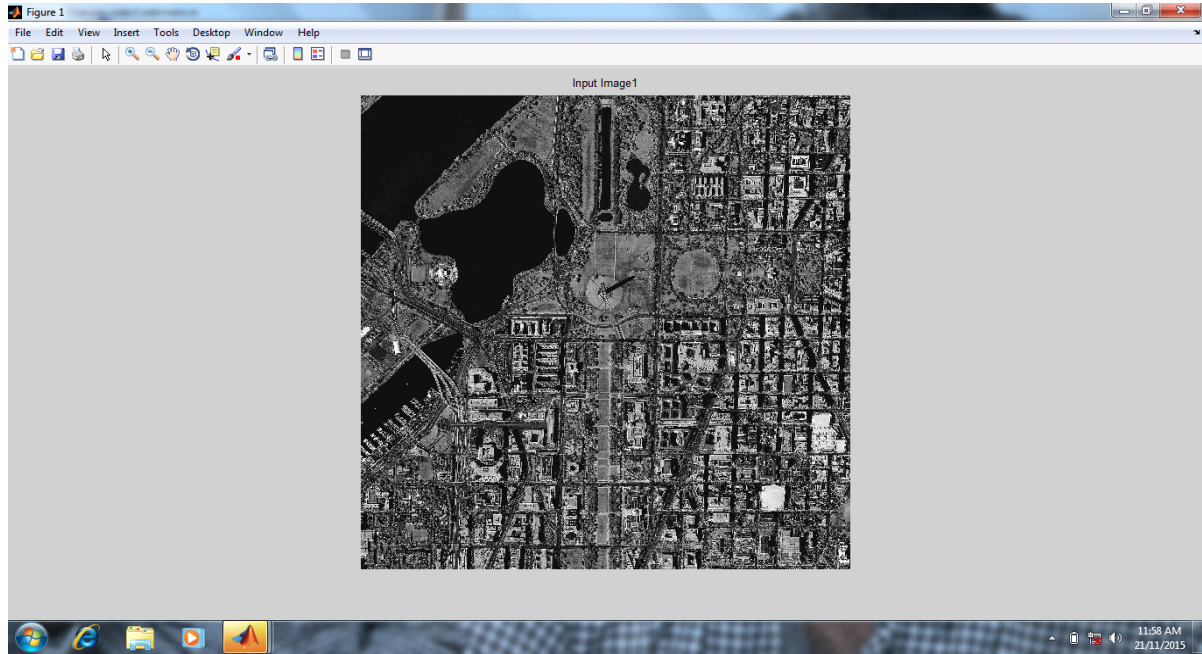 Figure 1
File Edit View Insert Tools Desktop Window Help
Input Image1
11:58 AM
21/11/2015